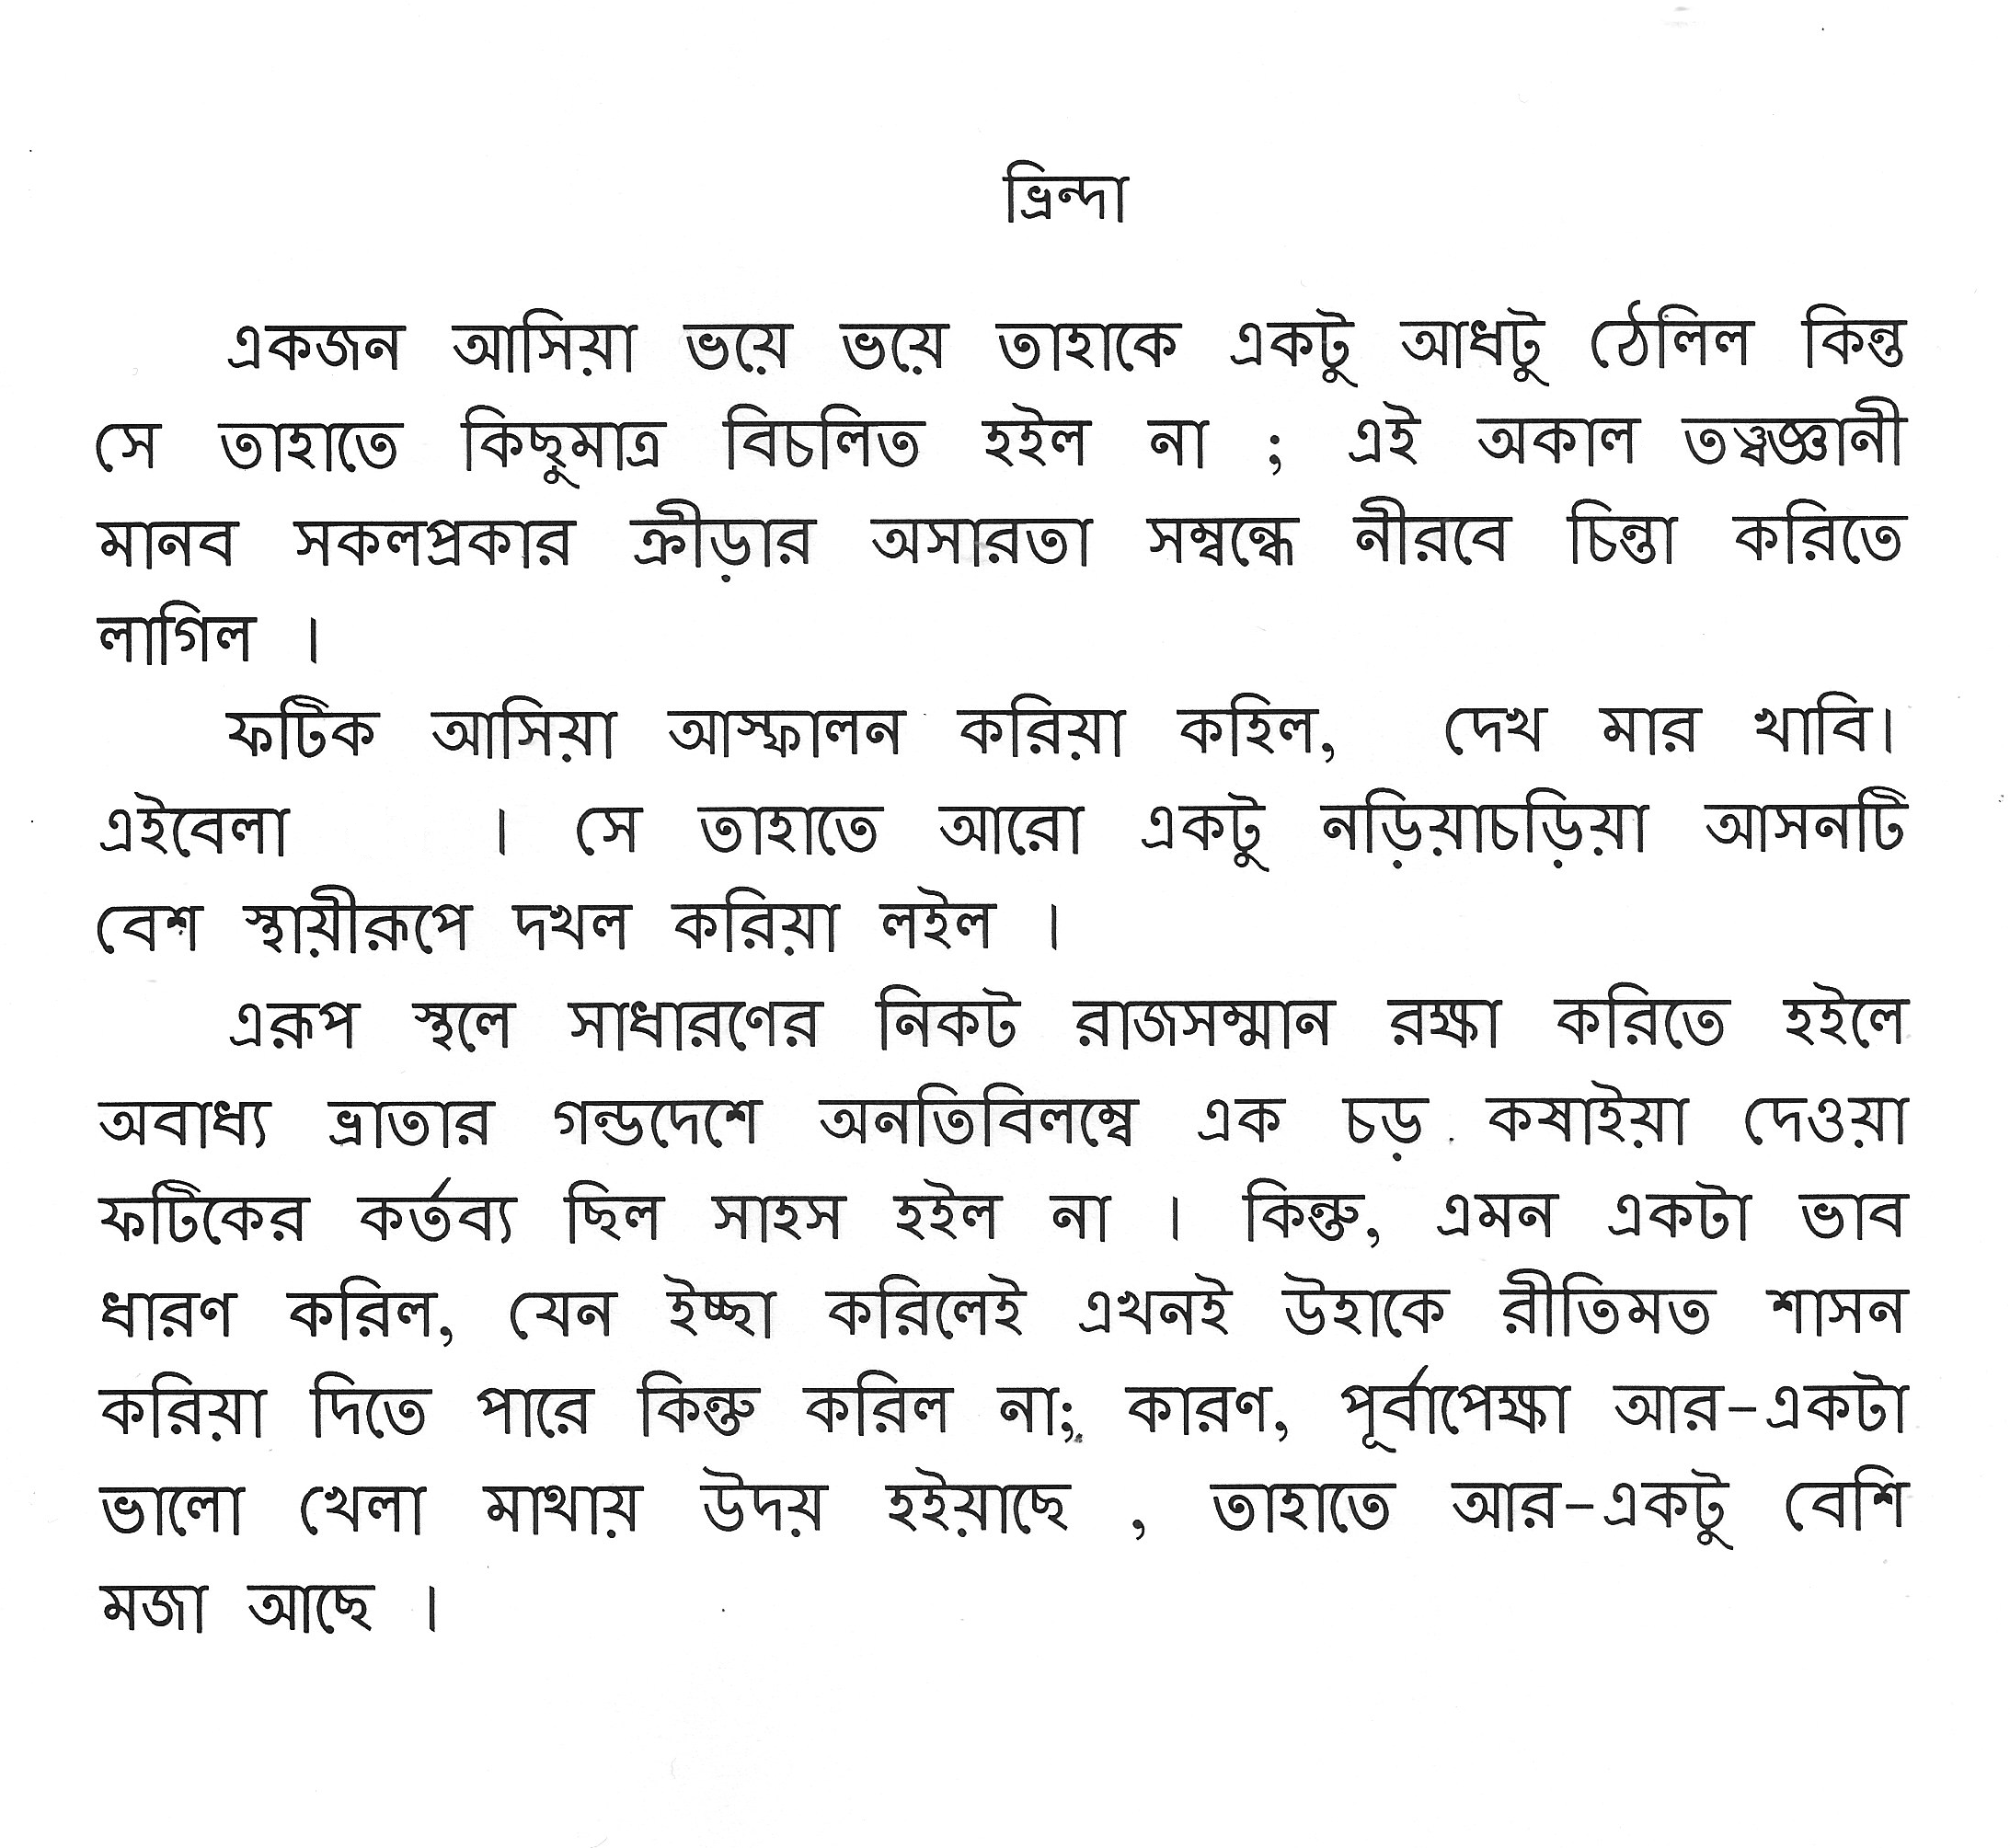 ভ্রিন্দা
একজন আসিয়া ভয়ে ভয়ে তাহাকে একটু আধটু ঠেলিল কিন্তু
সে তাহাতে কিছুমাত্র বিচলিত হইল না ; এই অকাল তত্ত্বজ্ঞানী
মানব সকলপ্রকার ক্রীড়ার অসারতা সম্বন্ধে নীরবে চিন্তা করিতে
লাগিল ।
ফটিক আসিয়া আস্ফালন করিয়া কহিল, দেখ মার খাবি।
এইবেলা । সে তাহাতে আরো একটু নড়িয়াচড়িয়া আসনটি
বেশ স্থায়ীরূপে দখল করিয়া লইল ।
এরূপ স্থলে সাধারণের নিকট রাজসম্মান রক্ষা করিতে হইলে
অবাধ্য ভ্রাতার গন্ডদেশে অনতিবিলম্বে এক চড় কষাইয়া দেওয়া
ফটিকের কর্তব্য ছিল সাহস হইল না । কিন্তু, এমন একটা ভাব
ধারণ করিল, যেন ইচ্ছা করিলেই এখনই উহাকে রীতিমত শাসন
করিয়া দিতে পারে কিন্তু করিল না; কারণ, পূর্বাপেক্ষা আর-একটা
ভালো খেলা মাথায় উদয় হইয়াছে , তাহাতে আর-একটু বেশি
মজা আছে ।